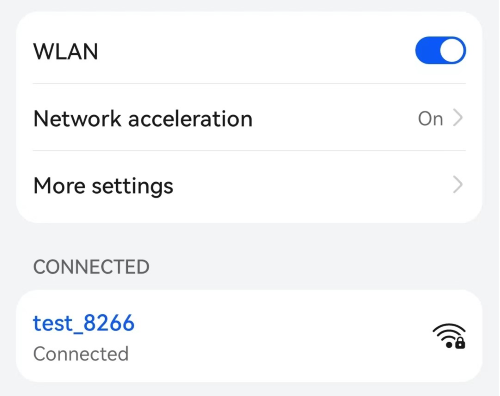 WLAN
Network acceleration On
More settings
CONNECTED
test_8266
Connected